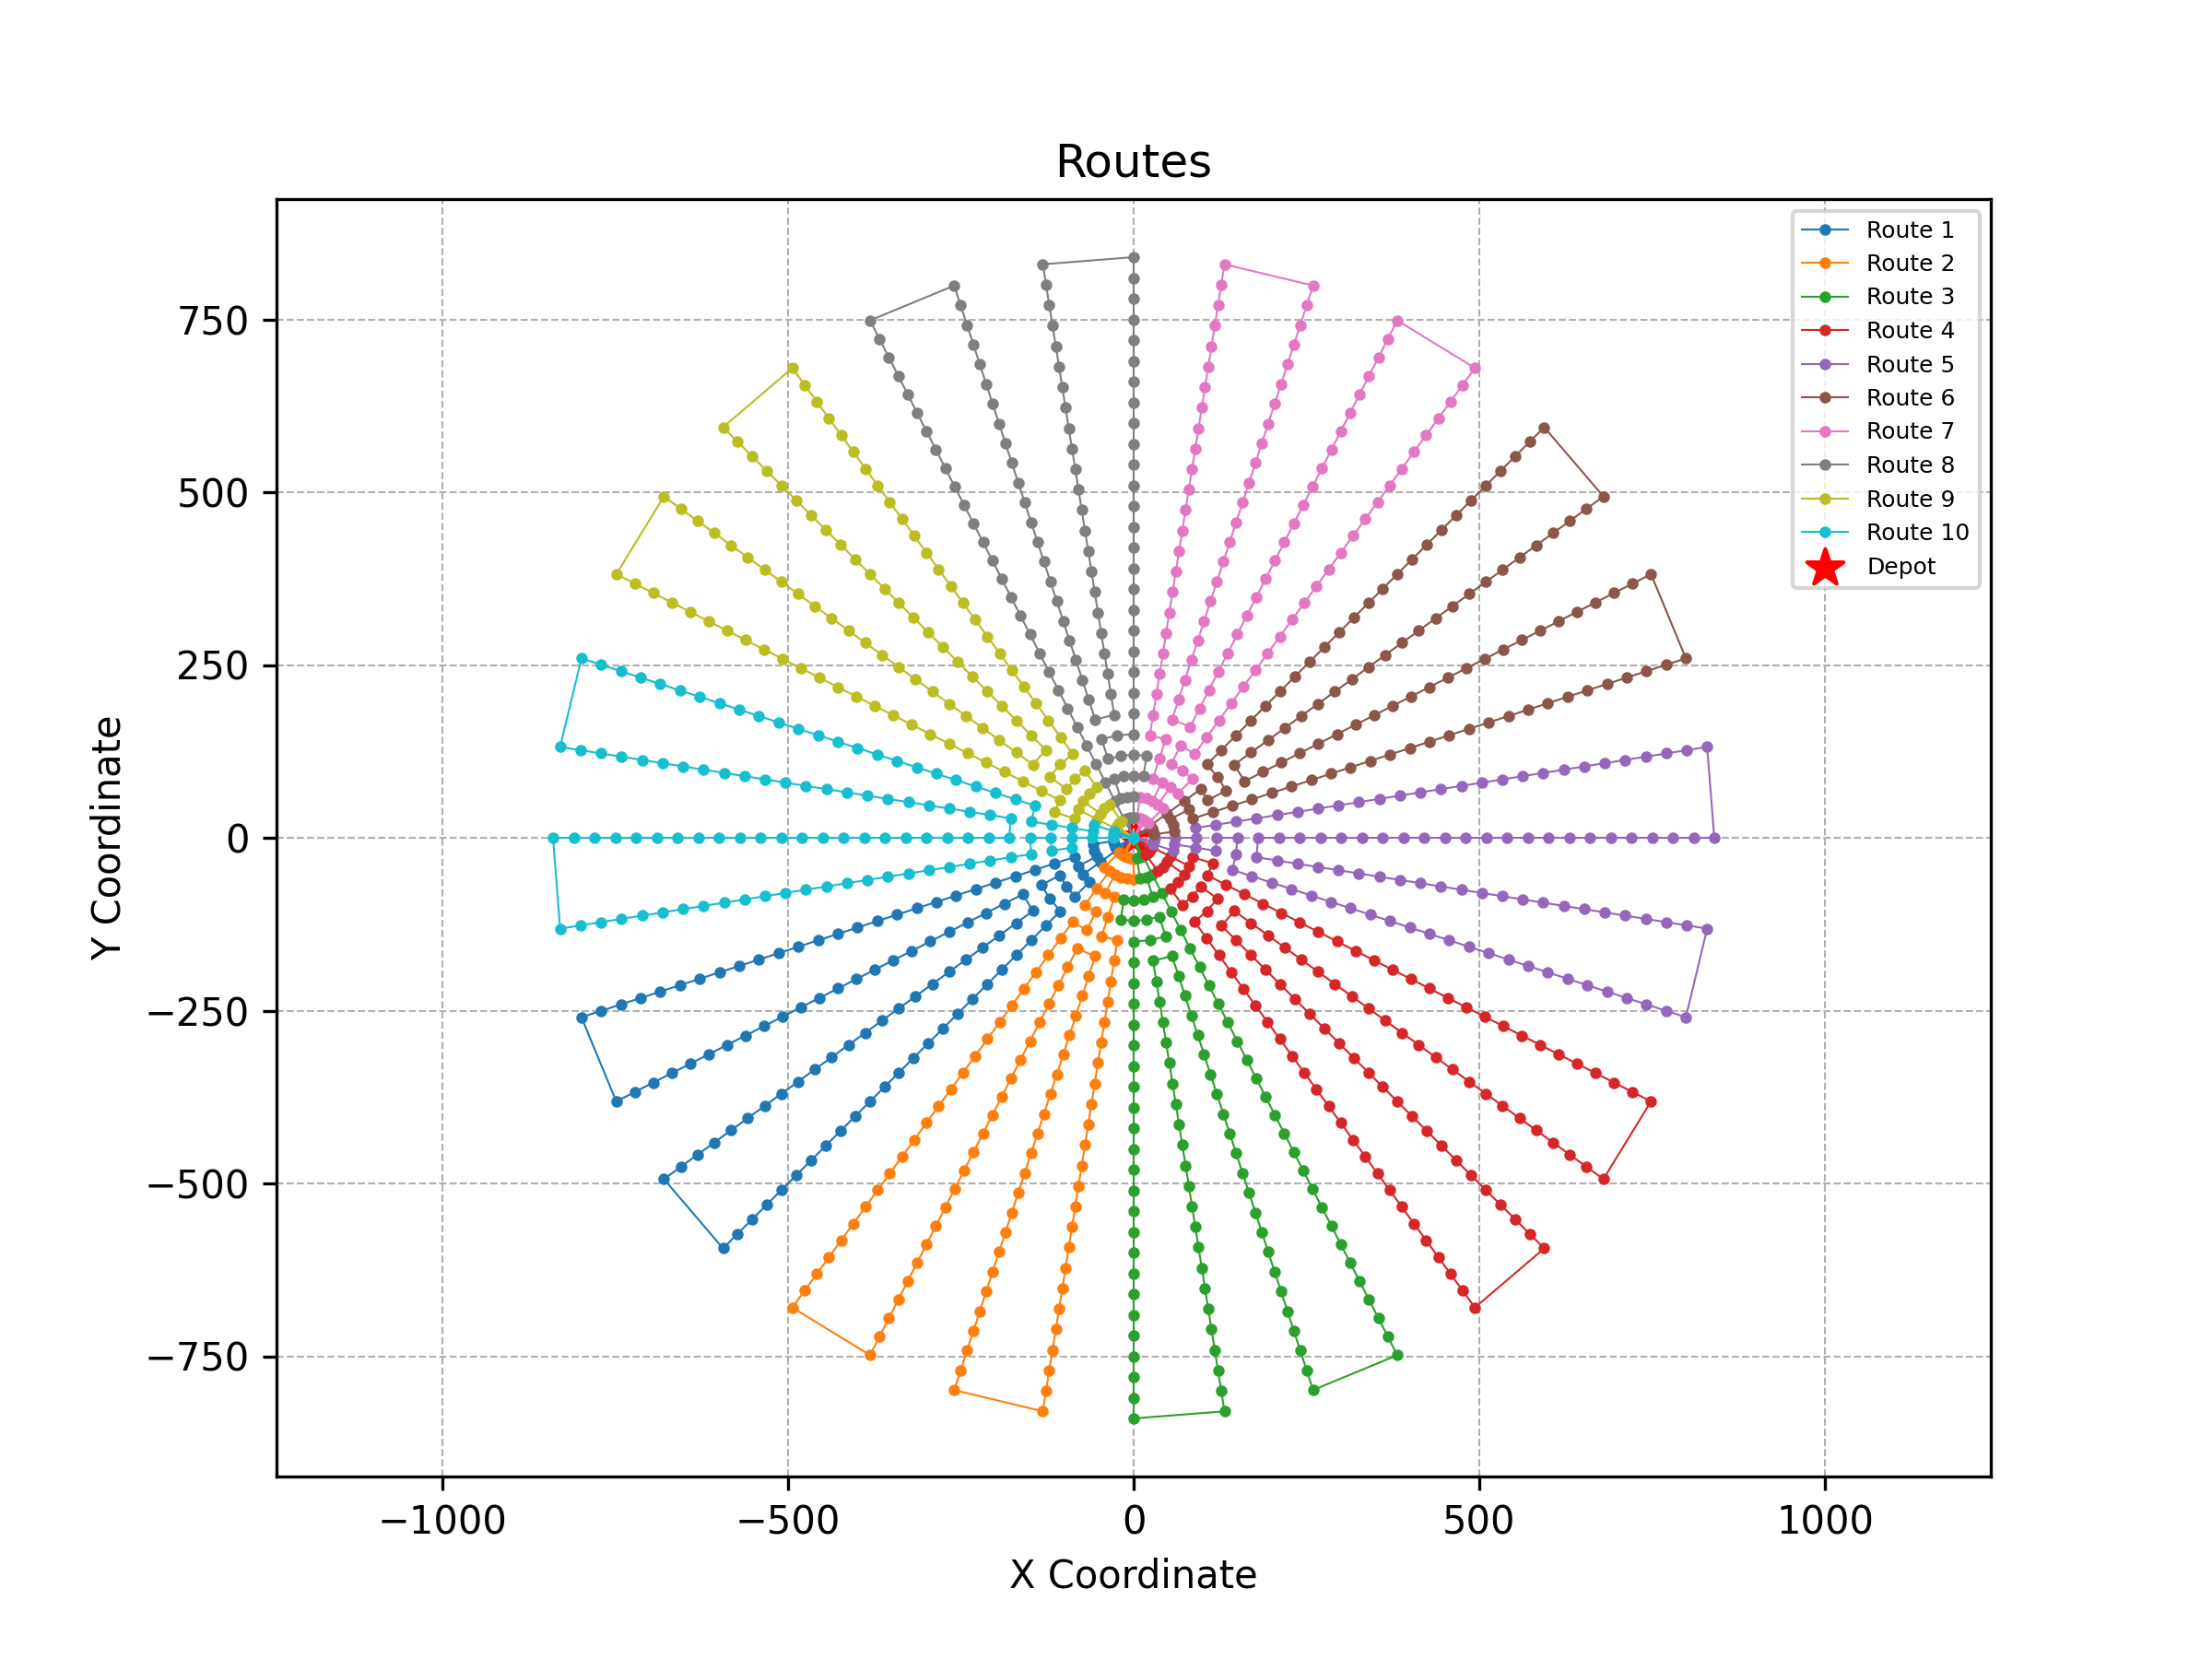 Routes
Route 1
Route 2
Route 3
Route 4
Route 5
Route 6
Route 7
Route 8
Route 9
Route 10
Depot
750
500
250
0
−250
−500
−750
Y Coordinate
−1000
−500
0
500
1000
X Coordinate